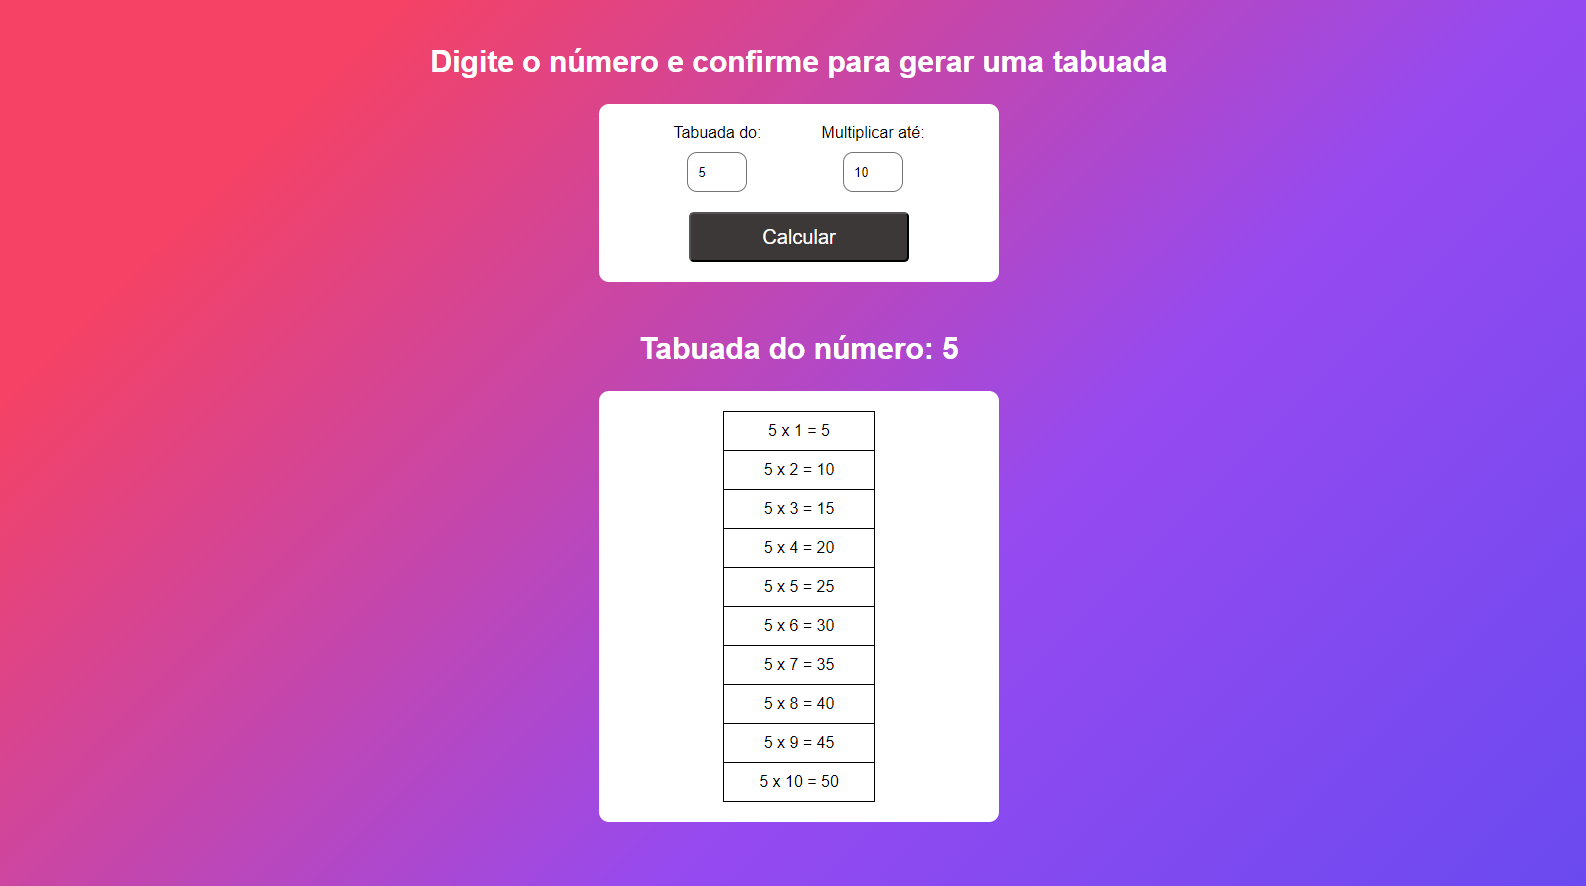 Digite o número e confirme para gerar uma tabuada
Tabuada do: Multiplicar até:
5 10
Calcular
Tabuada do número: 5
5 x 1 = 5
5 x 2 = 10
5 x 3 = 15
5 x 4 = 20
5 x 5 = 25
5 x 6 = 30
5 x 7 = 35
5 x 8 = 40
5 x 9 = 45
5 x 10 = 50